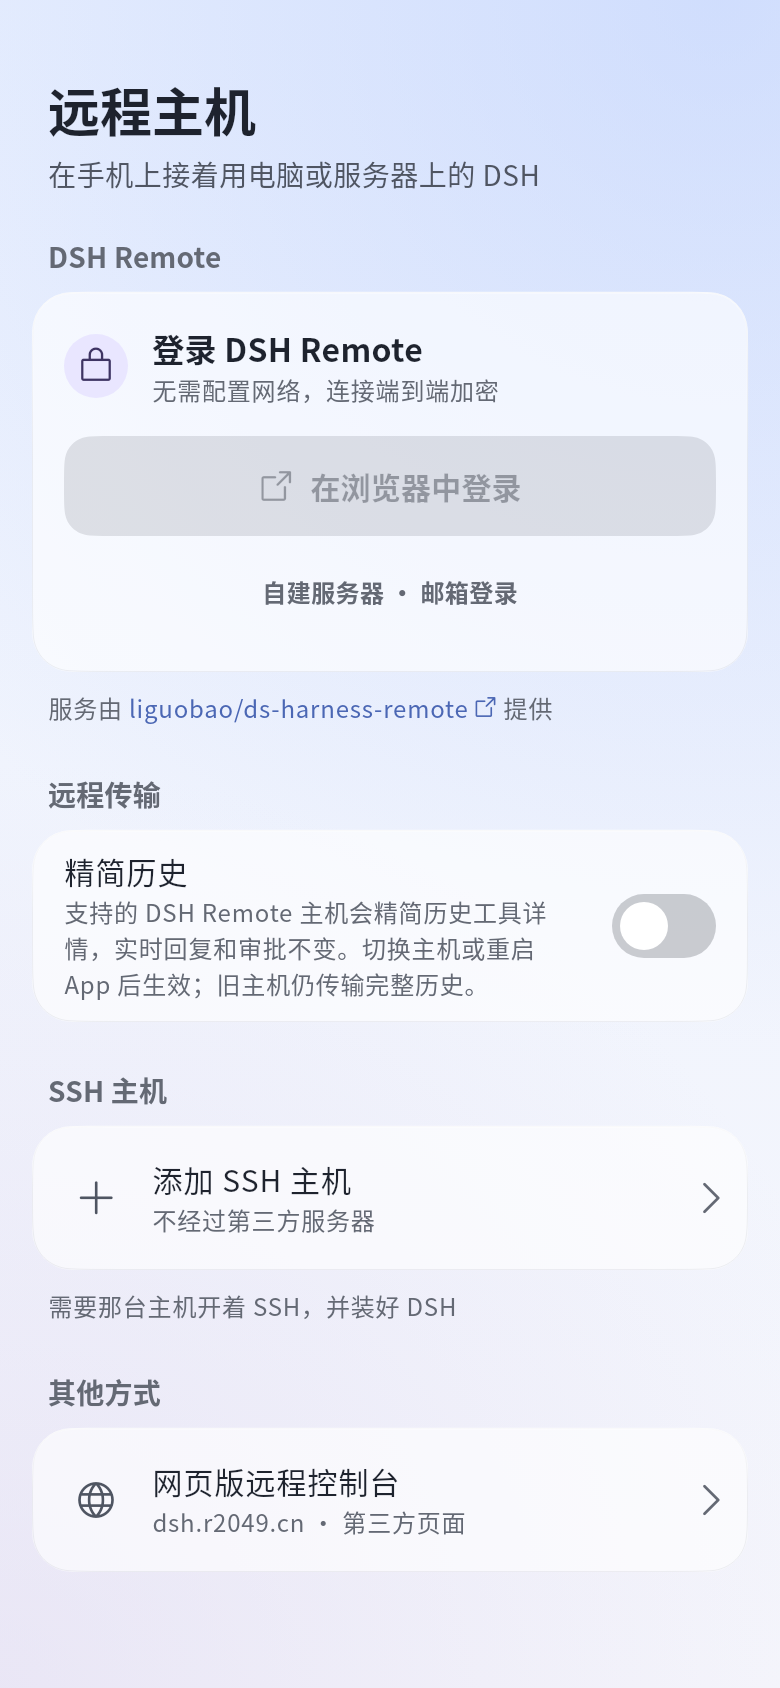 远程主机
在手机上接着用电脑或服务器上的 DSH
DSH Remote
登录 DSH Remote
无需配置网络，连接端到端加密
在浏览器中登录
自建服务器 · 邮箱登录
服务由 liguobao/ds-harness-remote 提供
远程传输
精简历史
支持的 DSH Remote 主机会精简历史工具详
情，实时回复和审批不变。切换主机或重启
App 后生效；旧主机仍传输完整历史。
SSH 主机
添加 SSH 主机
不经过第三方服务器
需要那台主机开着 SSH，并装好 DSH
其他方式
网页版远程控制台
dsh.r2049.cn · 第三方页面